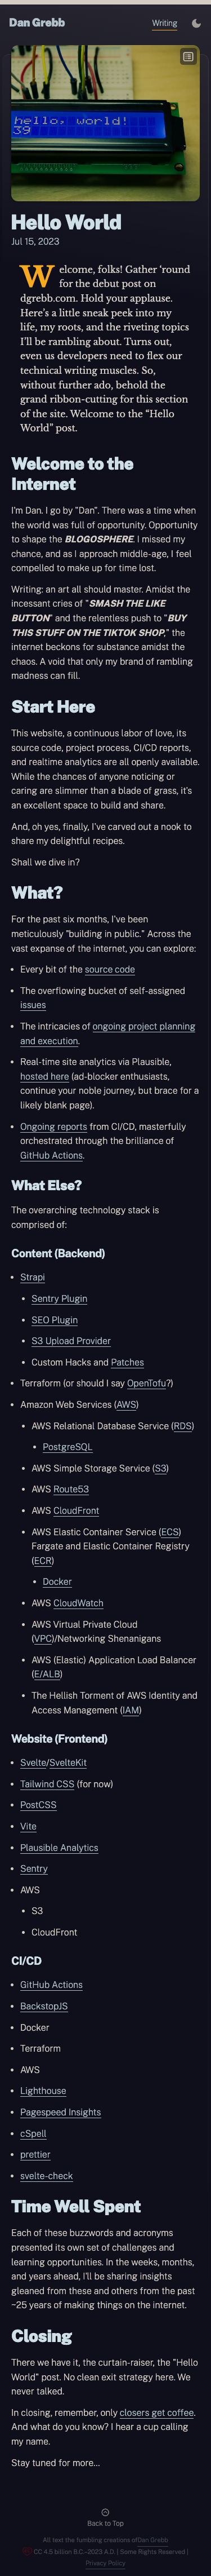 Dan Grebb
Writing
hello, world!
39
Hello World
Jul 15, 2023
Welcome, folks! Gather ‘round
for the debut post on
dgrebb.com. Hold your applause.
Here’s a little sneak peek into my
life, my roots, and the riveting topics
I’ll be rambling about. Turns out,
even us developers need to flex our
technical writing muscles. So,
without further ado, behold the
grand ribbon-cutting for this section
of the site. Welcome to the “Hello
World” post.
Welcome to the
Internet
I’m Dan. I go by “Dan”. There was a time when
the world was full of opportunity. Opportunity
to shape the BLOGOSPHERE. I missed my
chance, and as I approach middle-age, I feel
compelled to make up for time lost.
Writing: an art all should master. Amidst the
incessant cries of “SMASH THE LIKE
BUTTON” and the relentless push to “BUY
THIS STUFF ON THE TIKTOK SHOP,” the
internet beckons for substance amidst the
chaos. A void that only my brand of rambling
madness can fill.
Start Here
This website, a continuous labor of love, its
source code, project process, CI/CD reports,
and realtime analytics are all openly available.
While the chances of anyone noticing or
caring are slimmer than a blade of grass, it’s
an excellent space to build and share.
And, oh yes, finally, I’ve carved out a nook to
share my delightful recipes.
Shall we dive in?
What?
For the past six months, I’ve been
meticulously “building in public.” Across the
vast expanse of the internet, you can explore:
• Every bit of the source code
• The overflowing bucket of self-assigned
issues
• The intricacies of ongoing project planning
and execution.
• Real-time site analytics via Plausible,
hosted here (ad-blocker enthusiasts,
continue your noble journey, but brace for a
likely blank page).
• Ongoing reports from CI/CD, masterfully
orchestrated through the brilliance of
GitHub Actions.
What Else?
The overarching technology stack is
comprised of:
Content (Backend)
• Strapi
• Sentry Plugin
• SEO Plugin
• S3 Upload Provider
• Custom Hacks and Patches
• Terraform (or should I say OpenTofu?)
• Amazon Web Services (AWS)
• AWS Relational Database Service (RDS)
• PostgreSQL
• AWS Simple Storage Service (S3)
• AWS Route53
• AWS CloudFront
• AWS Elastic Container Service (ECS)
Fargate and Elastic Container Registry
(ECR)
• Docker
• AWS CloudWatch
• AWS Virtual Private Cloud
(VPC)/Networking Shenanigans
• AWS (Elastic) Application Load Balancer
(E/ALB)
• The Hellish Torment of AWS Identity and
Access Management (IAM)
Website (Frontend)
• Svelte/SvelteKit
• Tailwind CSS (for now)
• PostCSS
• Vite
• Plausible Analytics
• Sentry
• AWS
• S3
• CloudFront
CI/CD
• GitHub Actions
• BackstopJS
• Docker
• Terraform
• AWS
• Lighthouse
• Pagespeed Insights
• cSpell
• prettier
• svelte-check
Time Well Spent
Each of these buzzwords and acronyms
presented its own set of challenges and
learning opportunities. In the weeks, months,
and years ahead, I’ll be sharing insights
gleaned from these and others from the past
~25 years of making things on the internet.
Closing
There we have it, the curtain-raiser, the “Hello
World” post. No clean exit strategy here. We
never talked.
In closing, remember, only closers get coffee.
And what do you know? I hear a cup calling
my name.
Stay tuned for more...
Back to Top
All text the fumbling creations of Dan Grebb
CC 4.5 billion B.C. - 2023 A.D. | Some Rights Reserved |
Privacy Policy